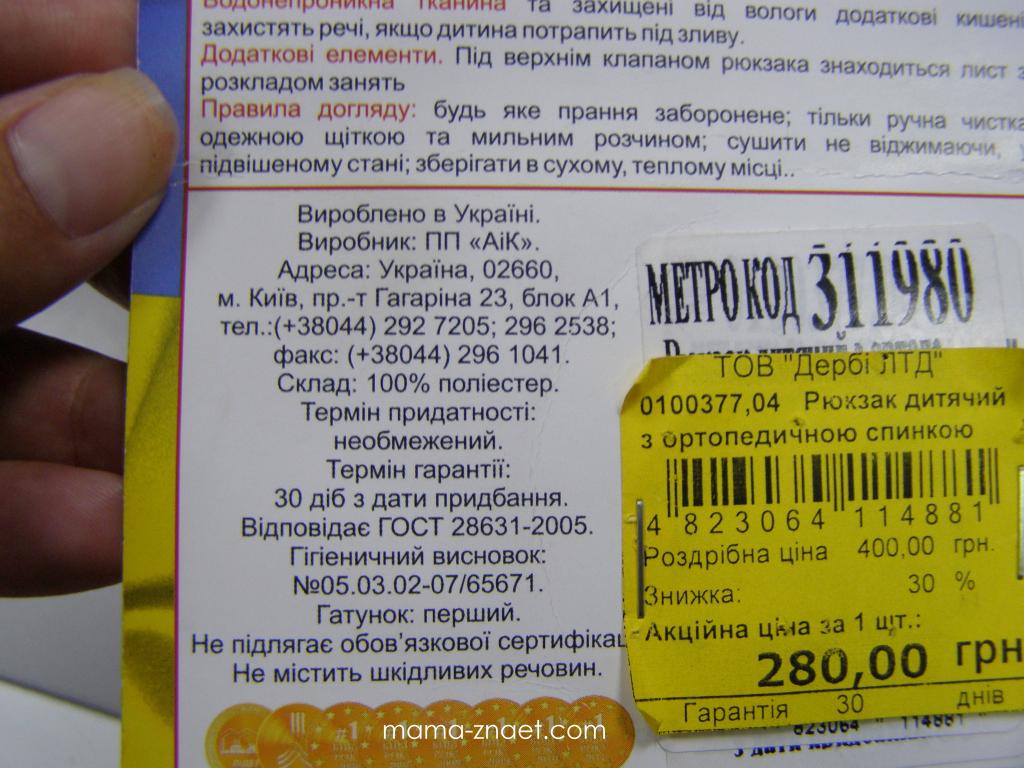 Водонепроникна тканина та захищені від вологи додаткові кишені
захистять речі, якщо дитина потрапить під зливу.
Додаткові елементи. Під верхнім клапаном рюкзака знаходиться лист з
розкладом занять
Правила догляду: будь яке прання заборонене; тільки ручна чистка
одежною щіткою та мильним розчином; сушити не віджимаючи, у
підвішеному стані; зберігати в сухому, теплому місці..
Вироблено в Україні.
Виробник: ПП «АіК».
Адреса: Україна, 02660,
м. Київ, пр.-т Гагаріна 23, блок А1,
тел.:(+38044) 292 7205; 296 2538;
факс: (+38044) 296 1041.
Склад: 100% поліестер.
Термін придатності:
необмежений.
Термін гарантії:
30 діб з дати придбання.
Відповідає ГОСТ 28631-2005.
Гігієничний висновок:
№05.03.02-07/65671.
Гатунок: перший.
Не підлягає обов'язкової сертифікац
Не містить шкідливих речовин.
МЕТРО КОД 311980
ТОВ "Дербі ЛТД"
0100377,04 Рюкзак дитячий
з ортопедичною спинкою
4 823064 114881
Роздрібна ціна 400,00 грн.
Знижка: 30 %
Акційна ціна за 1 шт.:
280,00 грн
Гарантія 30 днів
823064 " 114881 "
з дати
#1 #1
mama-znaet.com